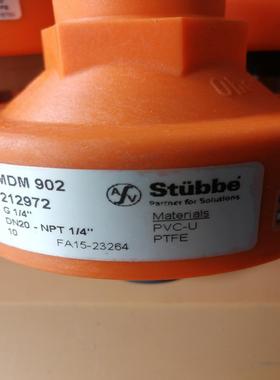 MDM 902
212972
G 1/4"
DN20 - NPT 1/4"
10
FA15-23264
ASV
Stübbe
Partner for Solutions
Materials
PVC-U
PTFE